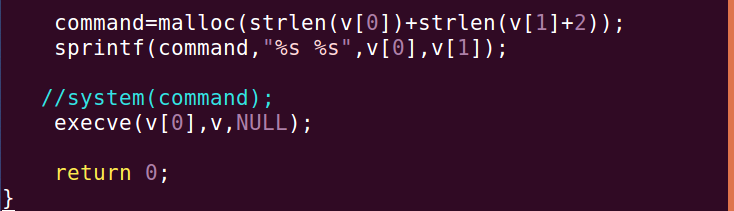 command=malloc(strlen(v[0])+strlen(v[1]+2));
sprintf(command,"%s %s",v[0],v[1]);
//system(command);
execve(v[0],v,NULL);
return 0;
}